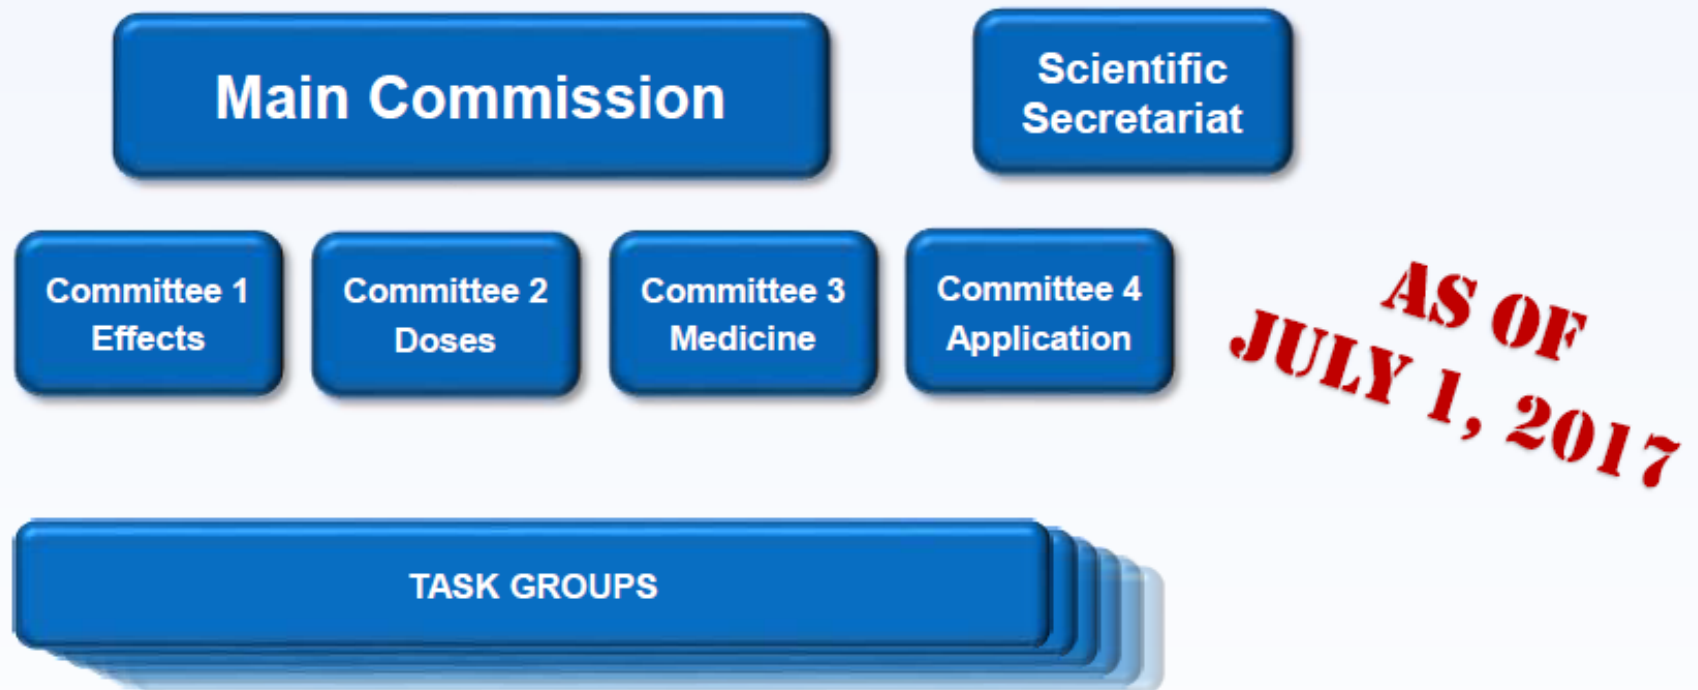 Main Commission
Scientific
Secretariat
Committee 1
Effects
Committee 2
Doses
Committee 3
Medicine
Committee 4
Application
AS OF
JULY 1, 2017
TASK GROUPS